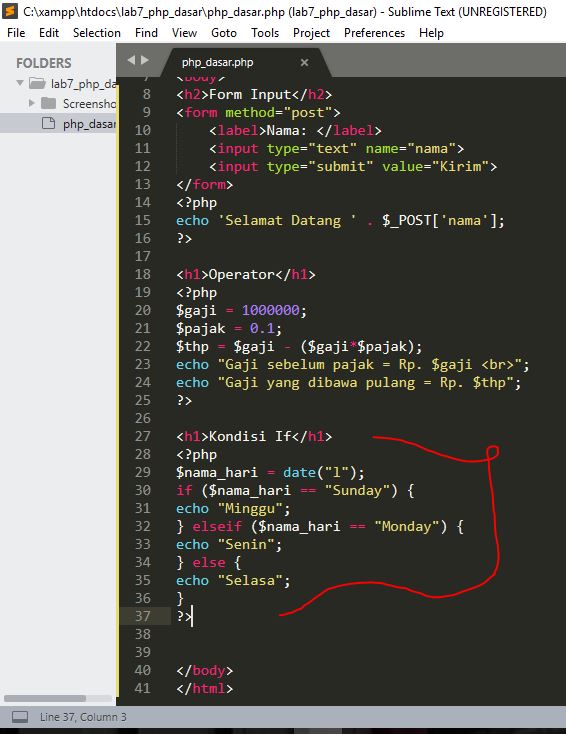 C:\xampp\htdocs\lab7_php_dasar\php_dasar.php (lab7_php_dasar) - Sublime Text (UNREGISTERED)
File Edit Selection Find View Goto Tools Project Preferences Help
FOLDERS
lab7_php_da
Screensho
php_dasar
php_dasar.php
7 <body>
8 <h2>Form Input</h2>
9 <form method="post">
10 <label>Nama: </label>
11 <input type="text" name="nama">
12 <input type="submit" value="Kirim">
13 </form>
14 <?php
15 echo 'Selamat Datang ' . $_POST['nama'];
16 ?>
17
18 <h1>Operator</h1>
19 <?php
20 $gaji = 1000000;
21 $pajak = 0.1;
22 $thp = $gaji - ($gaji*$pajak);
23 echo "Gaji sebelum pajak = Rp. $gaji <br>";
24 echo "Gaji yang dibawa pulang = Rp. $thp";
25 ?>
26
27 <h1>Kondisi If</h1>
28 <?php
29 $nama_hari = date("l");
30 if ($nama_hari == "Sunday") {
31 echo "Minggu";
32 } elseif ($nama_hari == "Monday") {
33 echo "Senin";
34 } else {
35 echo "Selasa";
36 }
37 ?>
38
39
40 </body>
41 </html>
Line 37, Column 3